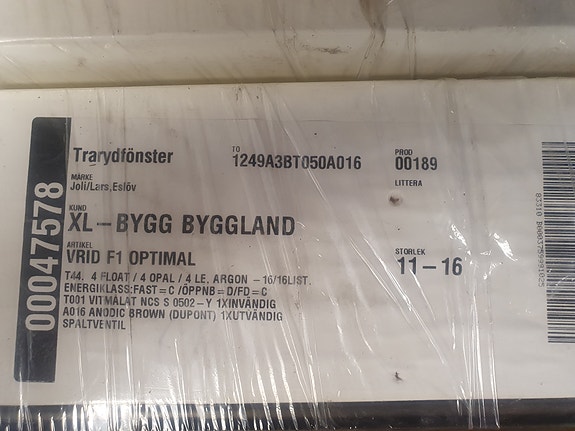 00047578
Trarydfönster
TO
1249A3BT050A016
PROD
00189
MÄRKE
Joli/Lars,Eslöv
LITTERA
KUND
XL-BYGG BYGGLAND
ARTIKEL
VRID F1 OPTIMAL
STORLEK
11-16
T44. 4 FLOAT / 4 OPAL / 4 LE, ARGON -16/16LIST.
ENERGIKLASS:FAST=C /ÖPPNB=D/FD=C
T001 VITMÅLAT NCS S 0502-Y 1XINVÄNDIG
A016 ANODIC BROWN (DUPONT) 1XUTVÄNDIG
SPALTVENTIL